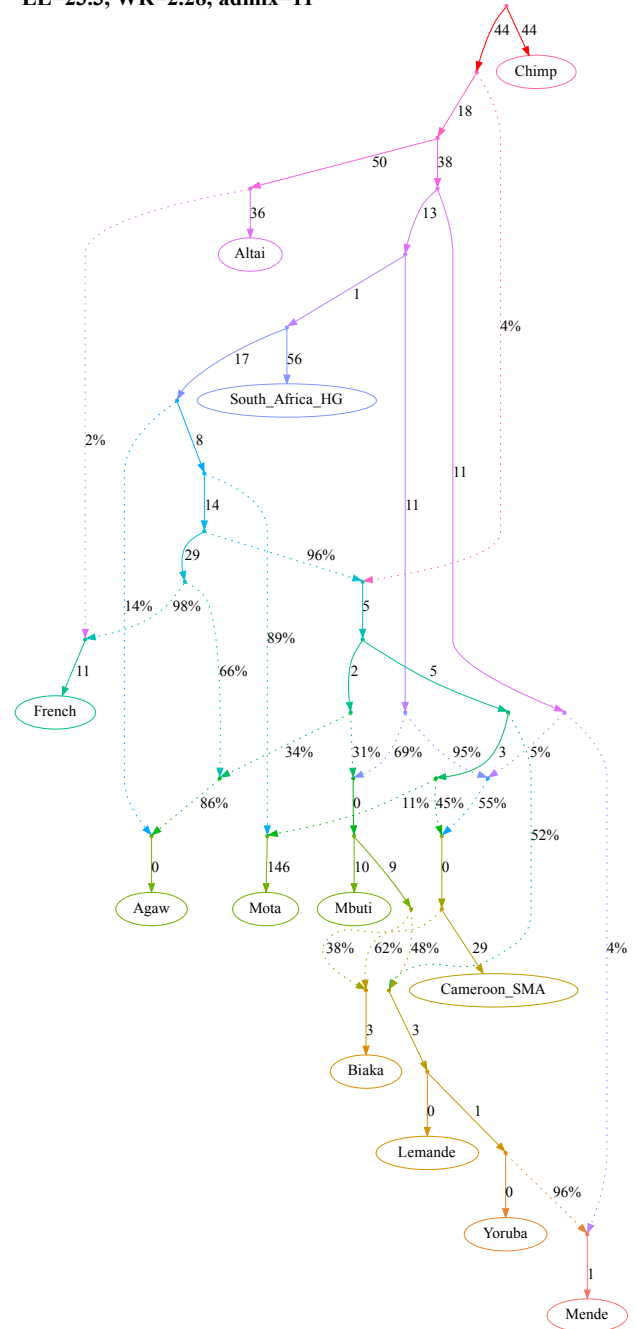 LL=23.3, WR=2.28, admix=11
44 44
Chimp
18
50 38
36 13
Altai
1 4%
17 56
South_Africa_HG
8
2% 11 11
14
29 96%
14% 98% 89% 5
11 66% 2 5
French
34% 31% 69% 95% 3 5%
86% 0 11% 45% 55%
52%
0 146 10 9 0
Agaw Mota Mbuti
38% 62% 48% 29 4%
Cameroon_SMA
3 3
Biaka
0 1
Lemande
0 96%
Yoruba
1
Mende